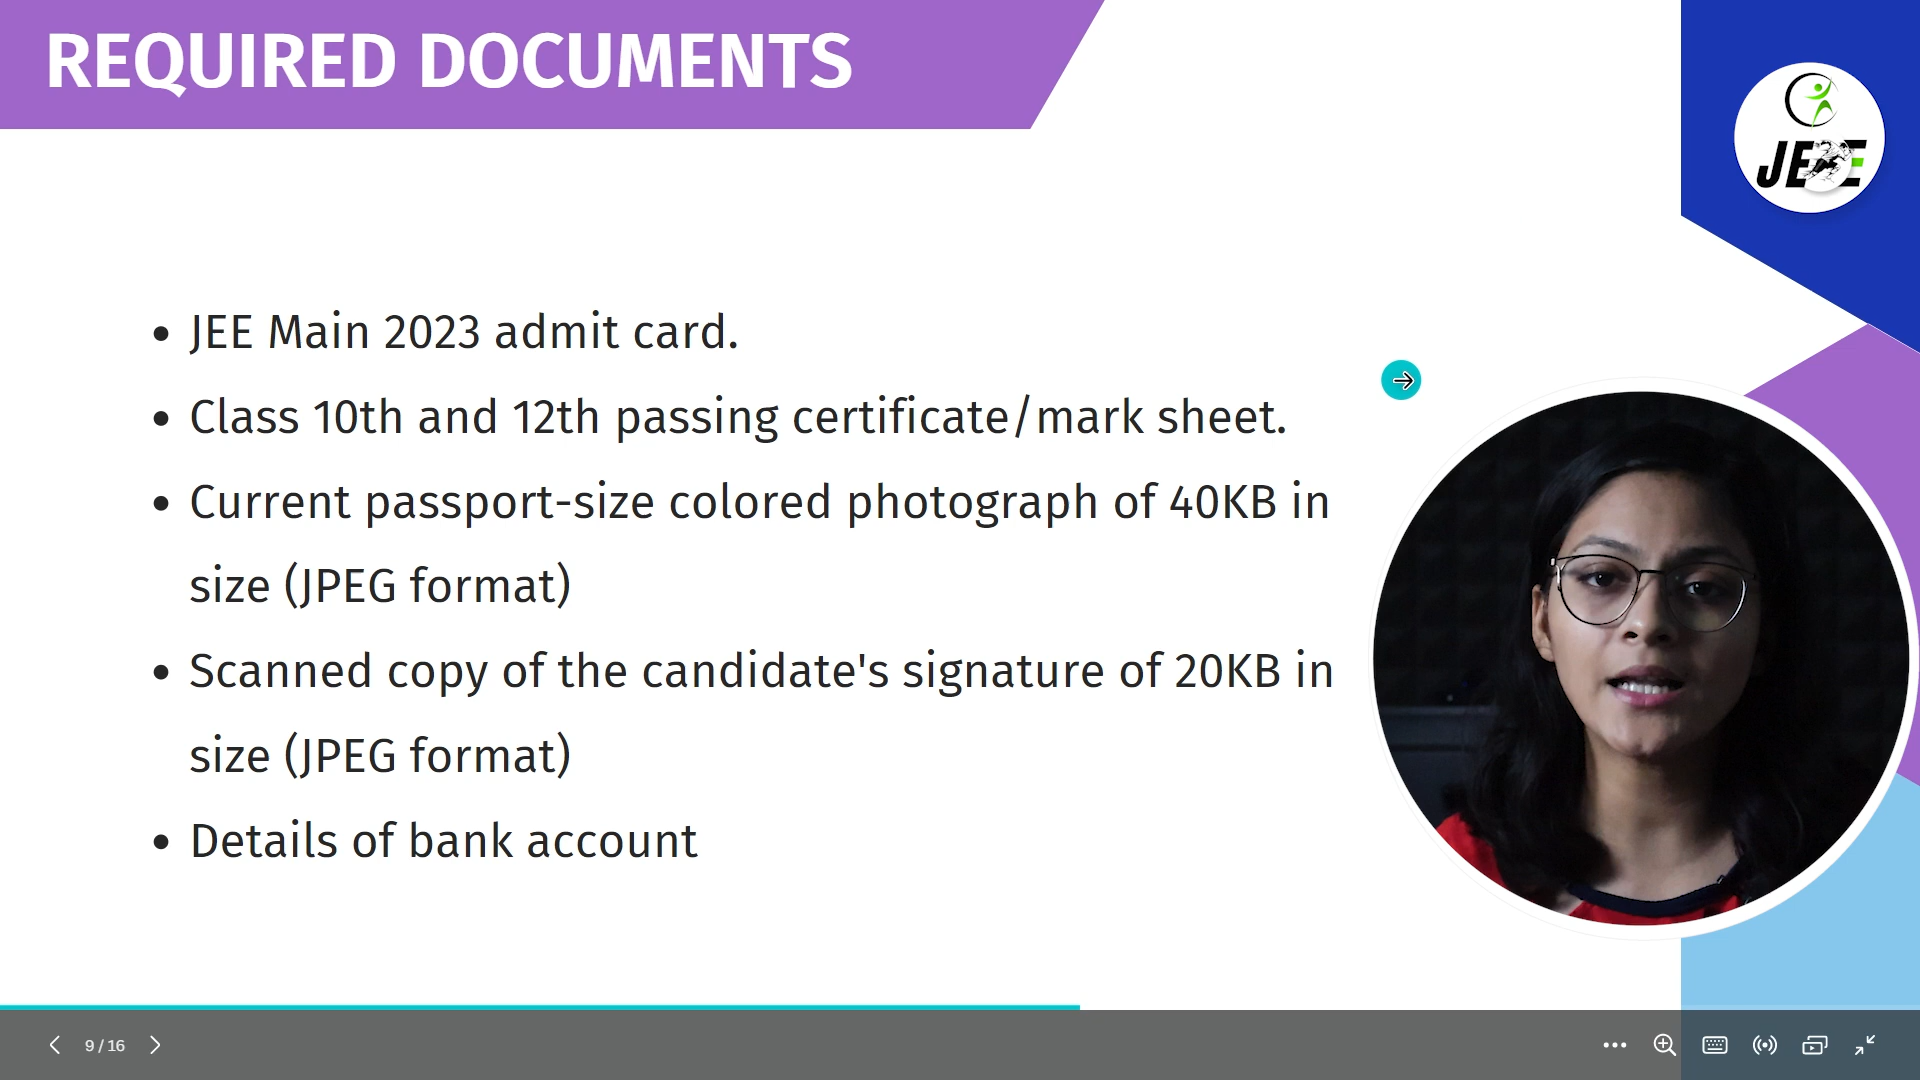 REQUIRED DOCUMENTS
JEE
• JEE Main 2023 admit card.
• Class 10th and 12th passing certificate/mark sheet.
• Current passport-size colored photograph of 40KB in
size (JPEG format)
• Scanned copy of the candidate's signature of 20KB in
size (JPEG format)
• Details of bank account
9 / 16